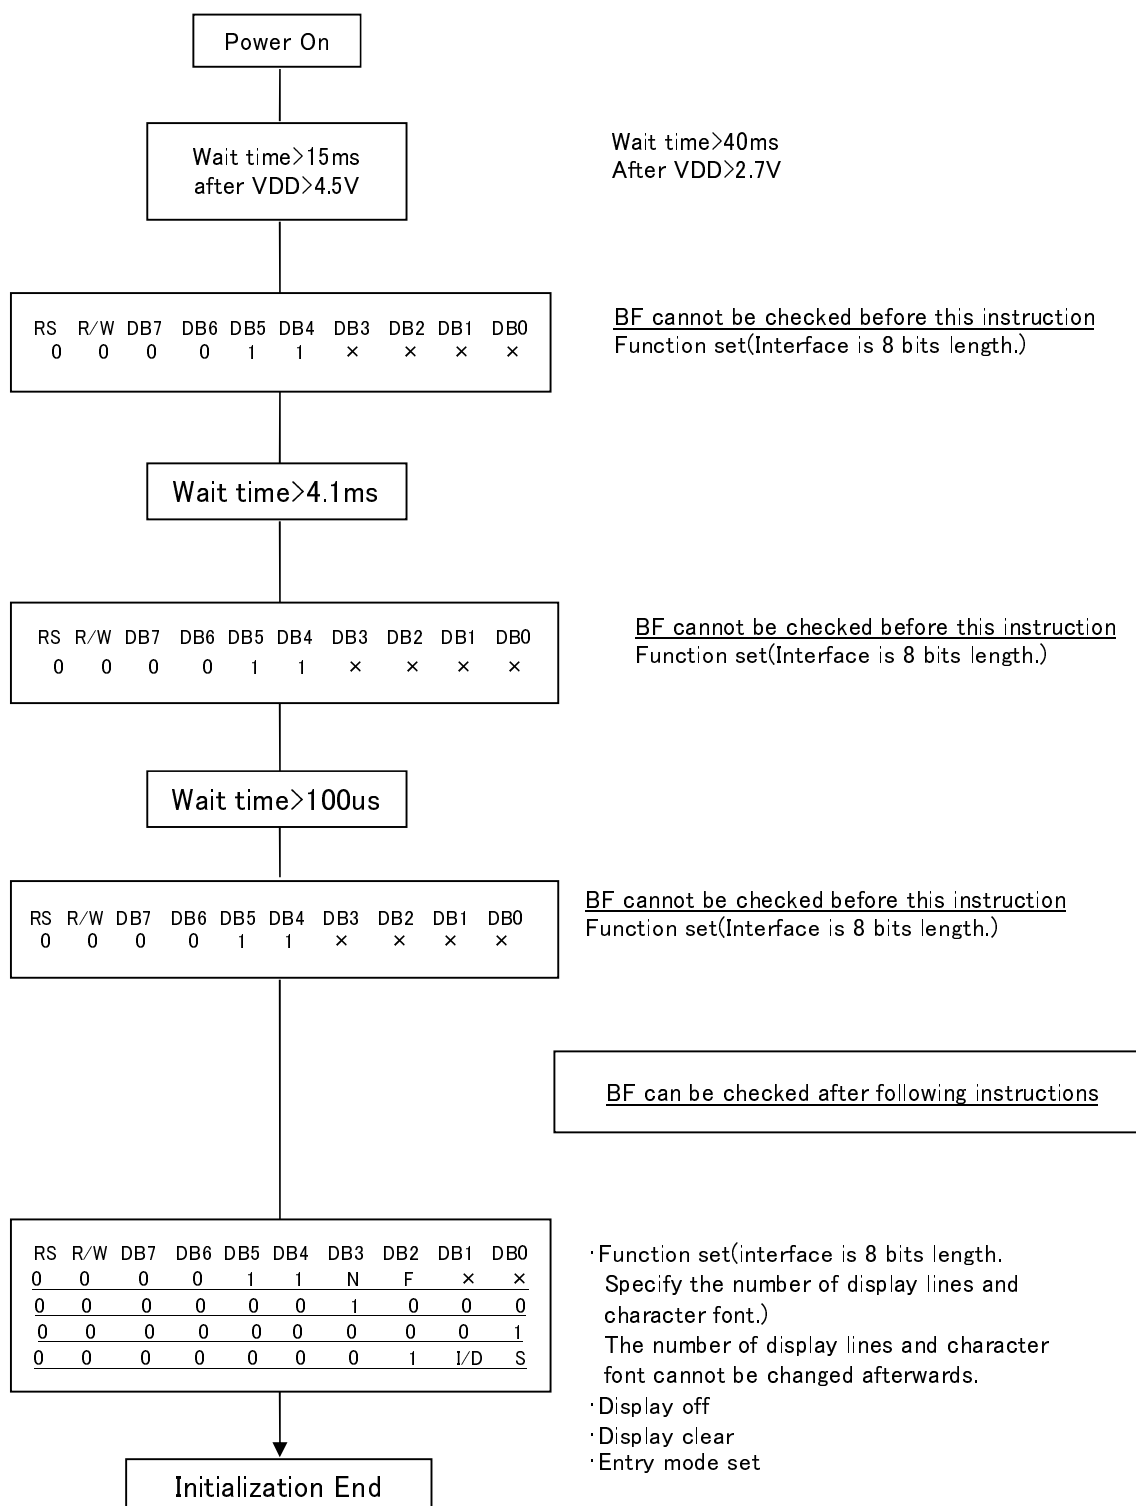 Power On
Wait time>15ms
after VDD>4.5V
Wait time>40ms
After VDD>2.7V
RS R/W DB7 DB6 DB5 DB4 DB3 DB2 DB1 DB0
0 0 0 0 1 1 × × × ×
BF cannot be checked before this instruction
Function set(Interface is 8 bits length.)
Wait time>4.1ms
RS R/W DB7 DB6 DB5 DB4 DB3 DB2 DB1 DB0
0 0 0 0 1 1 × × × ×
BF cannot be checked before this instruction
Function set(Interface is 8 bits length.)
Wait time>100us
RS R/W DB7 DB6 DB5 DB4 DB3 DB2 DB1 DB0
0 0 0 0 1 1 × × × ×
BF cannot be checked before this instruction
Function set(Interface is 8 bits length.)
BF can be checked after following instructions
RS R/W DB7 DB6 DB5 DB4 DB3 DB2 DB1 DB0
0 0 0 0 1 1 N F × ×
0 0 0 0 0 0 1 0 0 0
0 0 0 0 0 0 0 0 0 1
0 0 0 0 0 0 0 1 I/D S
·Function set(interface is 8 bits length.
Specify the number of display lines and
character font.)
The number of display lines and character
font cannot be changed afterwards.
·Display off
·Display clear
·Entry mode set
Initialization End